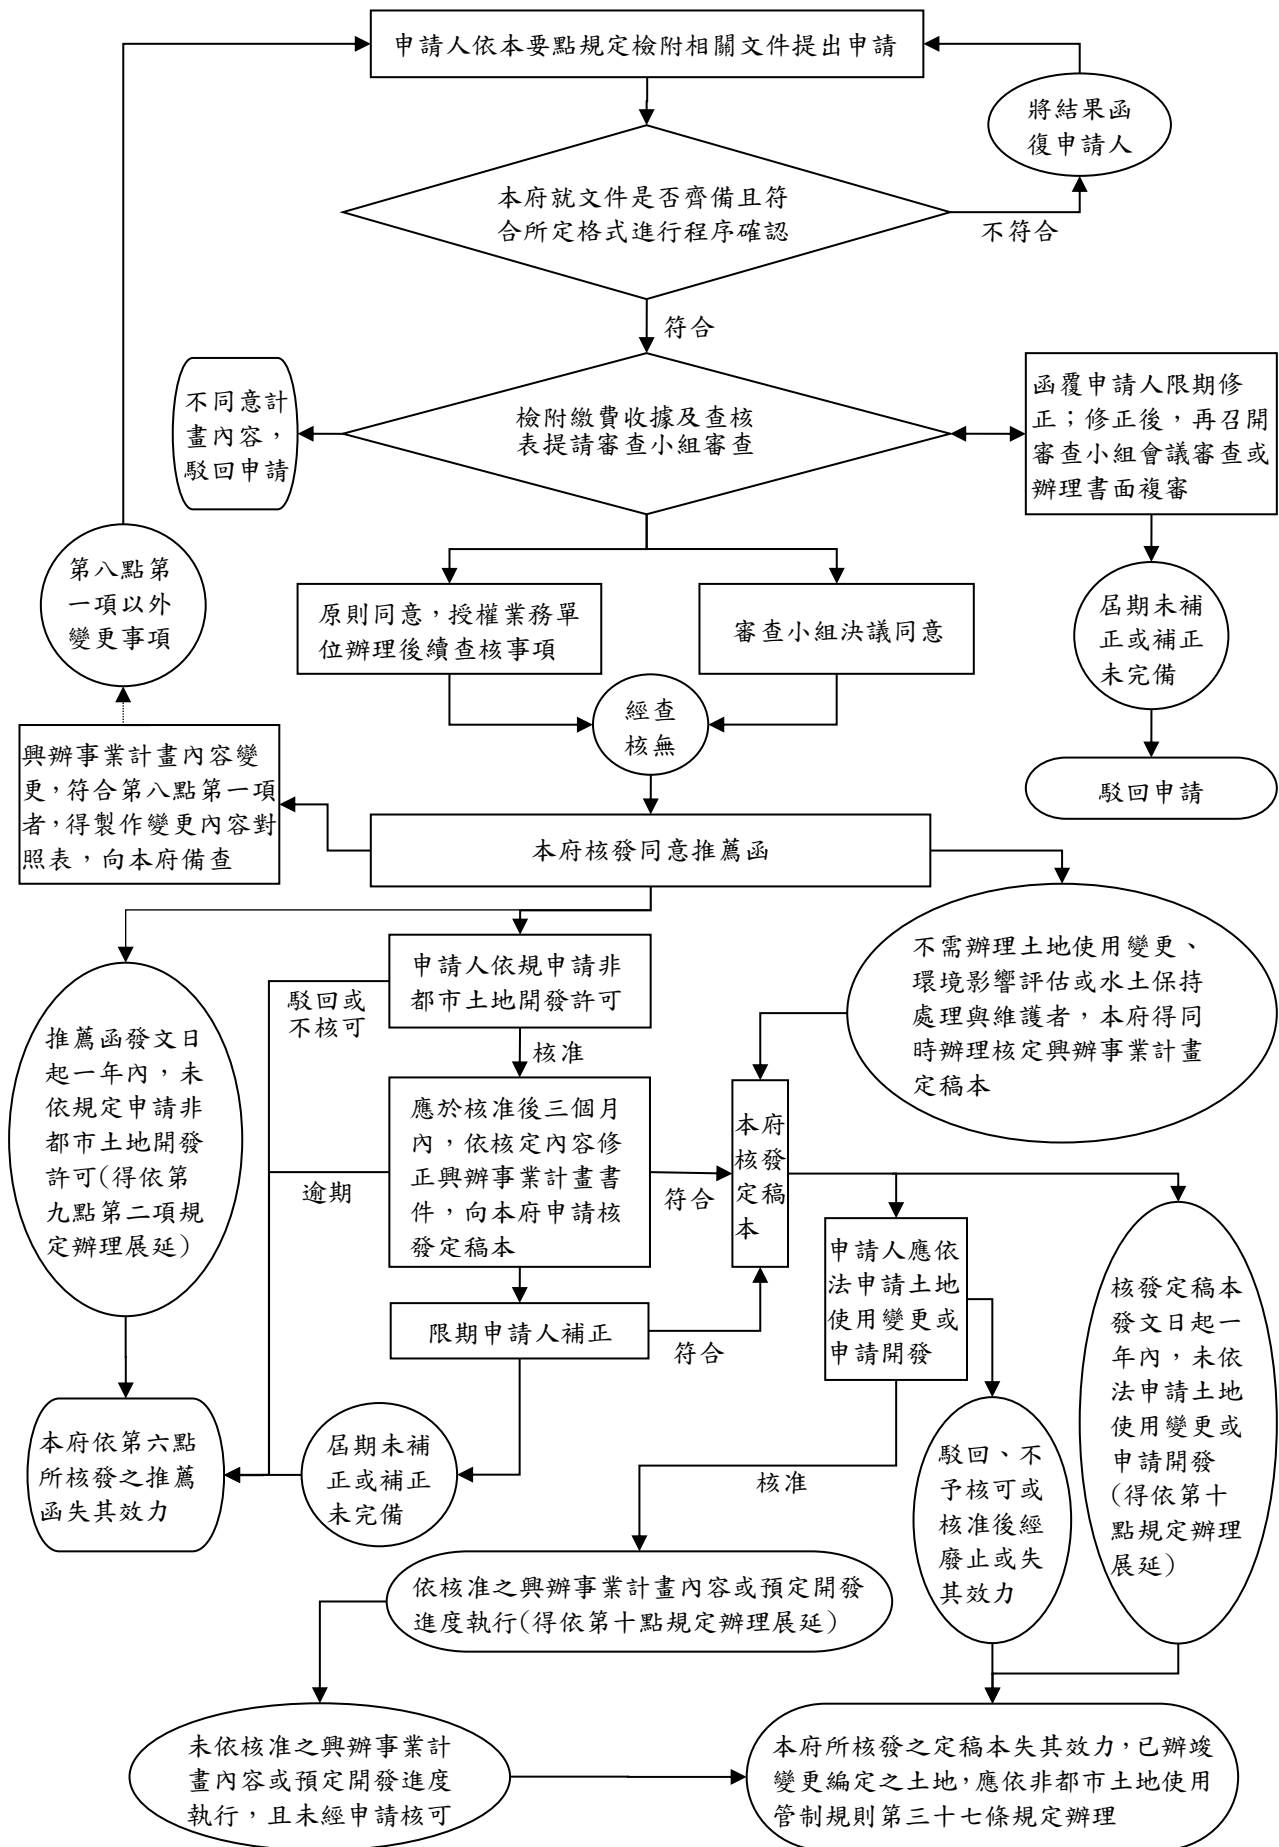 申請人依本要點規定檢附相關文件提出申請
將結果函
復申請人
本府就文件是否齊備且符
合所定格式進行程序確認
不符合
符合
不同意計
畫內容，
駁回申請
檢附繳費收據及查核
表提請審查小組審查
函覆申請人限期修
正；修正後，再召開
審查小組會議審查或
辦理書面複審
第八點第
一項以外
變更事項
原則同意，授權業務單
位辦理後續查核事項
審查小組決議同意
屆期未補
正或補正
未完備
經查
核無
興辦事業計畫內容變
更，符合第八點第一項
者，得製作變更內容對
照表，向本府備查
駁回申請
本府核發同意推薦函
申請人依規申請非
都市土地開發許可
不需辦理土地使用變更、
環境影響評估或水土保持
處理與維護者，本府得同
時辦理核定興辦事業計畫
定稿本
駁回或
不核可
核准
推薦函發文日
起一年內，未
依規定申請非
都市土地開發
許可(得依第
九點第二項規
定辦理展延)
應於核准後三個月
內，依核定內容修
正興辦事業計畫書
件，向本府申請核
發定稿本
逾期
符合
本府
核發
定稿
本
申請人應依
法申請土地
使用變更或
申請開發
核發定稿本
發文日起一
年內，未依
法申請土地
使用變更或
申請開發
(得依第十
點規定辦理
展延)
限期申請人補正
符合
本府依第六點
所核發之推薦
函失其效力
屆期未補
正或補正
未完備
核准
駁回、不
予核可或
核准後經
廢止或失
其效力
依核准之興辦事業計畫內容或預定開發
進度執行(得依第十點規定辦理展延)
未依核准之興辦事業計
畫內容或預定開發進度
執行，且未經申請核可
本府所核發之定稿本失其效力，已辦竣
變更編定之土地，應依非都市土地使用
管制規則第三十七條規定辦理